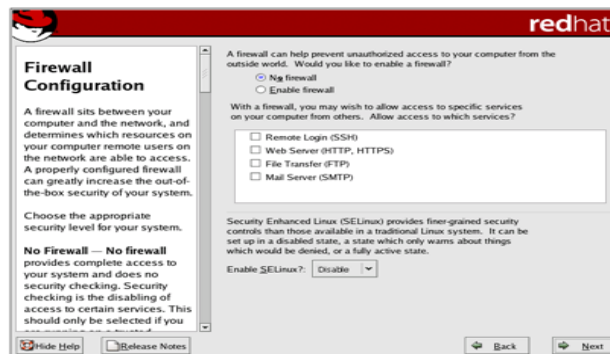 redhat
Firewall
Configuration
A firewall sits between your
computer and the network, and
determines which resources on
your computer remote users on
the network are able to access.
A properly configured firewall
can greatly increase the out-of-
the-box security of your system.
Choose the appropriate
security level for your system.
No Firewall — No firewall
provides complete access to
your system and does no
security checking. Security
checking is the disabling of
access to certain services. This
should only be selected if you
A firewall can help prevent unauthorized access to your computer from the
outside world. Would you like to enable a firewall?
No firewall
Enable firewall
With a firewall, you may wish to allow access to specific services
on your computer from others. Allow access to which services?
Remote Login (SSH)
Web Server (HTTP, HTTPS)
File Transfer (FTP)
Mail Server (SMTP)
Security Enhanced Linux (SELinux) provides finer-grained security
controls than those available in a traditional Linux system. It can be
set up in a disabled state, a state which only warns about things
which would be denied, or a fully active state.
Enable SELinux?: Disable
Hide Help
Release Notes
Back
Next